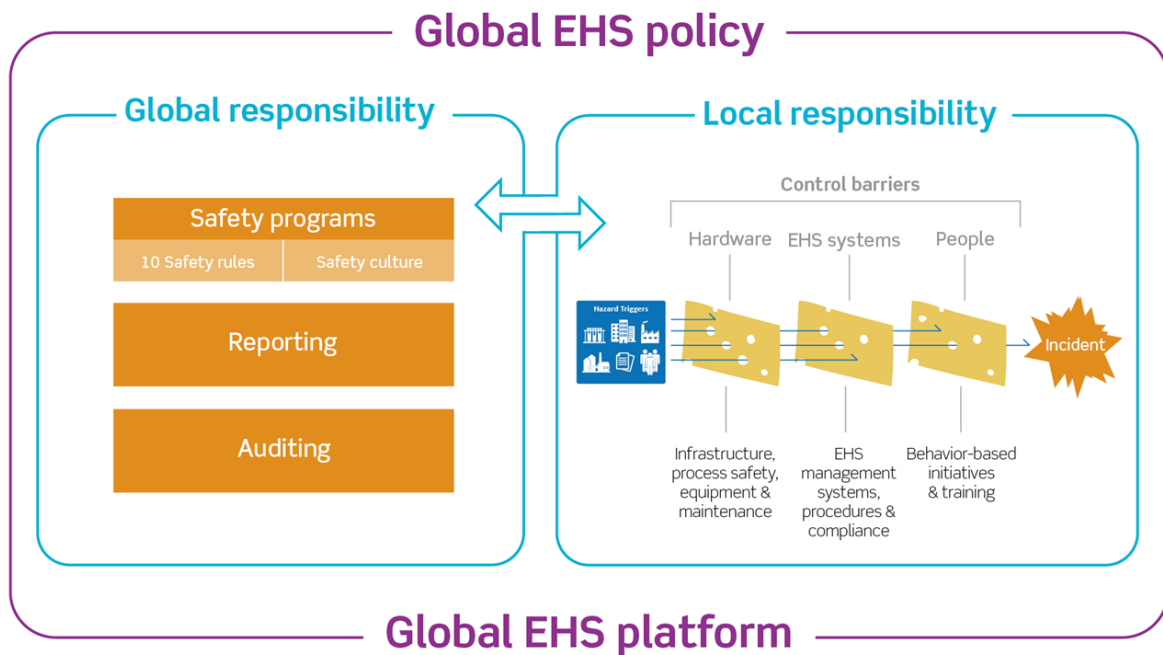 Global EHS policy
Global responsibility
Safety programs
10 Safety rules
Safety culture
Reporting
Auditing
Local responsibility
Control barriers
Hardware
EHS systems
People
Hazard Triggers
Incident
Infrastructure,
process safety,
equipment &
maintenance
EHS
management
systems,
procedures &
compliance
Behavior-based
initiatives
& training
Global EHS platform